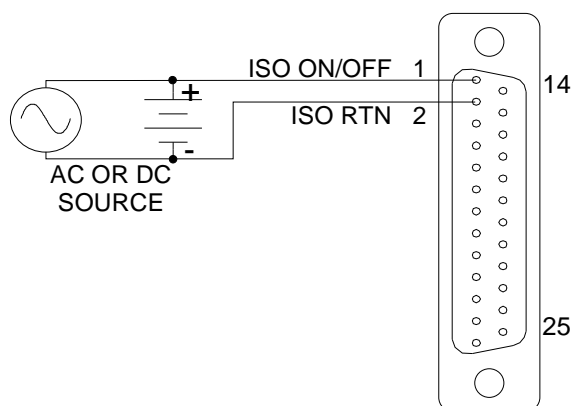 ISO ON/OFF 1
14
+
ISO RTN 2
-
AC OR DC
SOURCE
25